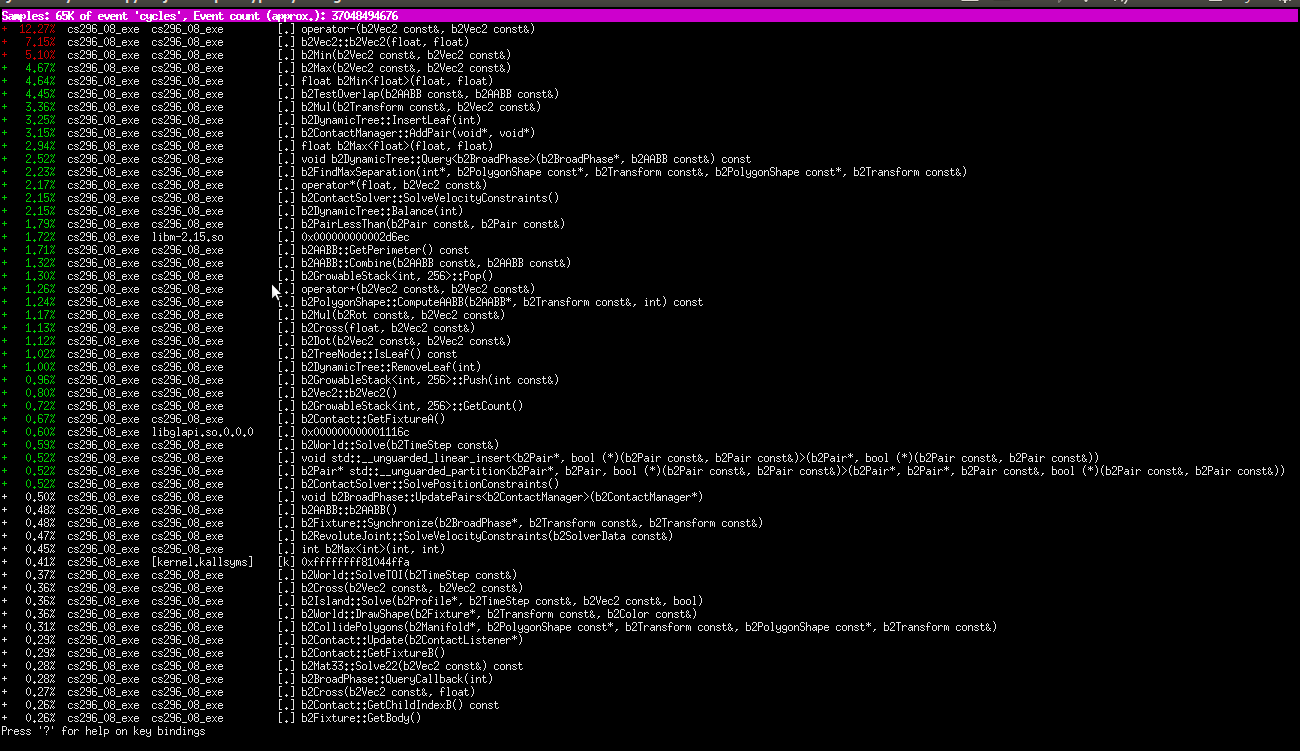 Samples: 65K of event 'cycles', Event count (approx.): 37048494676
+ 12.27% cs296_08_exe cs296_08_exe [.] operator-(b2Vec2 const&, b2Vec2 const&)
+ 7.15% cs296_08_exe cs296_08_exe [.] b2Vec2::b2Vec2(float, float)
+ 5.10% cs296_08_exe cs296_08_exe [.] b2Min(b2Vec2 const&, b2Vec2 const&)
+ 4.67% cs296_08_exe cs296_08_exe [.] b2Max(b2Vec2 const&, b2Vec2 const&)
+ 4.64% cs296_08_exe cs296_08_exe [.] float b2Min<float>(float, float)
+ 4.45% cs296_08_exe cs296_08_exe [.] b2TestOverlap(b2AABB const&, b2AABB const&)
+ 3.36% cs296_08_exe cs296_08_exe [.] b2Mul(b2Transform const&, b2Vec2 const&)
+ 3.25% cs296_08_exe cs296_08_exe [.] b2DynamicTree::InsertLeaf(int)
+ 3.15% cs296_08_exe cs296_08_exe [.] b2ContactManager::AddPair(void*, void*)
+ 2.94% cs296_08_exe cs296_08_exe [.] float b2Max<float>(float, float)
+ 2.52% cs296_08_exe cs296_08_exe [.] void b2DynamicTree::Query<b2BroadPhase>(b2BroadPhase*, b2AABB const&) const
+ 2.23% cs296_08_exe cs296_08_exe [.] b2FindMaxSeparation(int*, b2PolygonShape const*, b2Transform const&, b2PolygonShape const*, b2Transform const&)
+ 2.17% cs296_08_exe cs296_08_exe [.] operator*(float, b2Vec2 const&)
+ 2.15% cs296_08_exe cs296_08_exe [.] b2ContactSolver::SolveVelocityConstraints()
+ 2.15% cs296_08_exe cs296_08_exe [.] b2DynamicTree::Balance(int)
+ 1.79% cs296_08_exe cs296_08_exe [.] b2PairLessThan(b2Pair const&, b2Pair const&)
+ 1.72% cs296_08_exe libm-2.15.so [.] 0x000000000002d6ec
+ 1.71% cs296_08_exe cs296_08_exe [.] b2AABB::GetPerimeter() const
+ 1.32% cs296_08_exe cs296_08_exe [.] b2AABB::Combine(b2AABB const&, b2AABB const&)
+ 1.30% cs296_08_exe cs296_08_exe [.] b2GrowableStack<int, 256>::Pop()
+ 1.26% cs296_08_exe cs296_08_exe [.] operator+(b2Vec2 const&, b2Vec2 const&)
+ 1.24% cs296_08_exe cs296_08_exe [.] b2PolygonShape::ComputeAABB(b2AABB*, b2Transform const&, int) const
+ 1.17% cs296_08_exe cs296_08_exe [.] b2Mul(b2Rot const&, b2Vec2 const&)
+ 1.13% cs296_08_exe cs296_08_exe [.] b2Cross(float, b2Vec2 const&)
+ 1.12% cs296_08_exe cs296_08_exe [.] b2Dot(b2Vec2 const&, b2Vec2 const&)
+ 1.02% cs296_08_exe cs296_08_exe [.] b2TreeNode::IsLeaf() const
+ 1.00% cs296_08_exe cs296_08_exe [.] b2DynamicTree::RemoveLeaf(int)
+ 0.96% cs296_08_exe cs296_08_exe [.] b2GrowableStack<int, 256>::Push(int const&)
+ 0.80% cs296_08_exe cs296_08_exe [.] b2Vec2::b2Vec2()
+ 0.72% cs296_08_exe cs296_08_exe [.] b2GrowableStack<int, 256>::GetCount()
+ 0.67% cs296_08_exe cs296_08_exe [.] b2Contact::GetFixtureA()
+ 0.60% cs296_08_exe libglapi.so.0.0.0 [.] 0x000000000001116c
+ 0.59% cs296_08_exe cs296_08_exe [.] b2World::Solve(b2TimeStep const&)
+ 0.52% cs296_08_exe cs296_08_exe [.] void std::__unguarded_linear_insert<b2Pair*, bool (*)(b2Pair const&, b2Pair const&)>(b2Pair*, bool (*)(b2Pair const&, b2Pair const&))
+ 0.52% cs296_08_exe cs296_08_exe [.] b2Pair* std::__unguarded_partition<b2Pair*, b2Pair, bool (*)(b2Pair const&, b2Pair const&)>(b2Pair*, b2Pair*, b2Pair const&, bool (*)(b2Pair const&, b2Pair const&))
+ 0.52% cs296_08_exe cs296_08_exe [.] b2ContactSolver::SolvePositionConstraints()
+ 0.50% cs296_08_exe cs296_08_exe [.] void b2BroadPhase::UpdatePairs<b2ContactManager>(b2ContactManager*)
+ 0.48% cs296_08_exe cs296_08_exe [.] b2AABB::b2AABB()
+ 0.48% cs296_08_exe cs296_08_exe [.] b2Fixture::Synchronize(b2BroadPhase*, b2Transform const&, b2Transform const&)
+ 0.47% cs296_08_exe cs296_08_exe [.] b2RevoluteJoint::SolveVelocityConstraints(b2SolverData const&)
+ 0.45% cs296_08_exe cs296_08_exe [.] int b2Max<int>(int, int)
+ 0.41% cs296_08_exe [kernel.kallsyms] [k] 0xffffffff81044ffa
+ 0.37% cs296_08_exe cs296_08_exe [.] b2World::SolveTOI(b2TimeStep const&)
+ 0.36% cs296_08_exe cs296_08_exe [.] b2Cross(b2Vec2 const&, b2Vec2 const&)
+ 0.36% cs296_08_exe cs296_08_exe [.] b2Island::Solve(b2Profile*, b2TimeStep const&, b2Vec2 const&, bool)
+ 0.36% cs296_08_exe cs296_08_exe [.] b2World::DrawShape(b2Fixture*, b2Transform const&, b2Color const&)
+ 0.31% cs296_08_exe cs296_08_exe [.] b2CollidePolygons(b2Manifold*, b2PolygonShape const*, b2Transform const&, b2PolygonShape const*, b2Transform const&)
+ 0.29% cs296_08_exe cs296_08_exe [.] b2Contact::Update(b2ContactListener*)
+ 0.29% cs296_08_exe cs296_08_exe [.] b2Contact::GetFixtureB()
+ 0.28% cs296_08_exe cs296_08_exe [.] b2Mat33::Solve22(b2Vec2 const&) const
+ 0.28% cs296_08_exe cs296_08_exe [.] b2BroadPhase::QueryCallback(int)
+ 0.27% cs296_08_exe cs296_08_exe [.] b2Cross(b2Vec2 const&, float)
+ 0.26% cs296_08_exe cs296_08_exe [.] b2Contact::GetChildIndexB() const
+ 0.26% cs296_08_exe cs296_08_exe [.] b2Fixture::GetBody()
Press '?' for help on key bindings